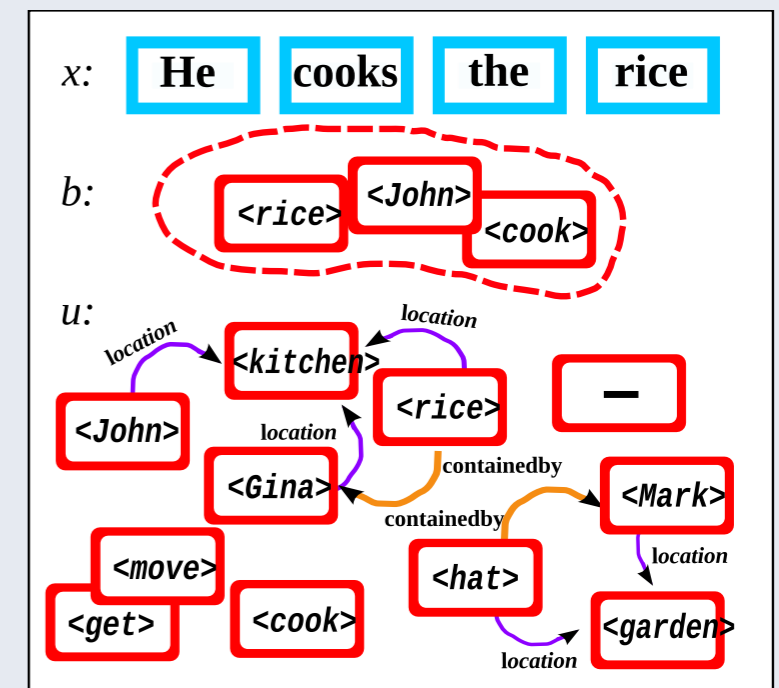 x: He cooks the rice
b: <rice> <John> <cook>
u:
location
location
<kitchen>
<rice>
–
<John>
location
<Gina>
containedby
<Mark>
containedby
<move>
<hat>
location
<get>
<cook>
<garden>
location